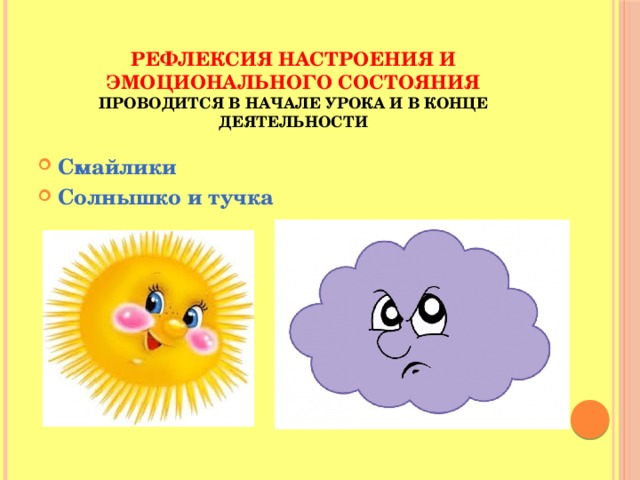 РЕФЛЕКСИЯ НАСТРОЕНИЯ И
ЭМОЦИОНАЛЬНОГО СОСТОЯНИЯ
ПРОВОДИТСЯ В НАЧАЛЕ УРОКА И В КОНЦЕ
ДЕЯТЕЛЬНОСТИ
Смайлики
Солнышко и тучка